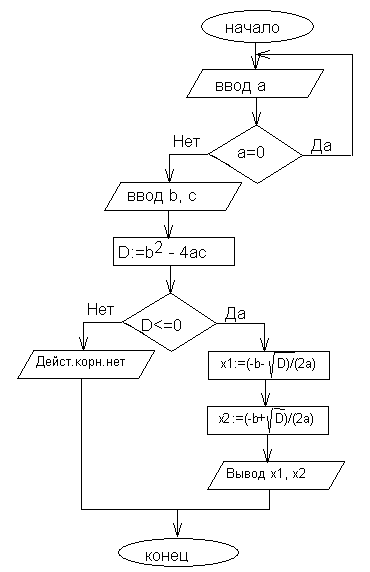 начало
ввод a
a=0
Нет
Да
ввод b, c
D:=b² - 4ac
D<=0
Нет
Да
Дейст.корн.нет
x1:=(-b-√D)/(2a)
x2:=(-b+√D)/(2a)
Вывод x1, x2
конец